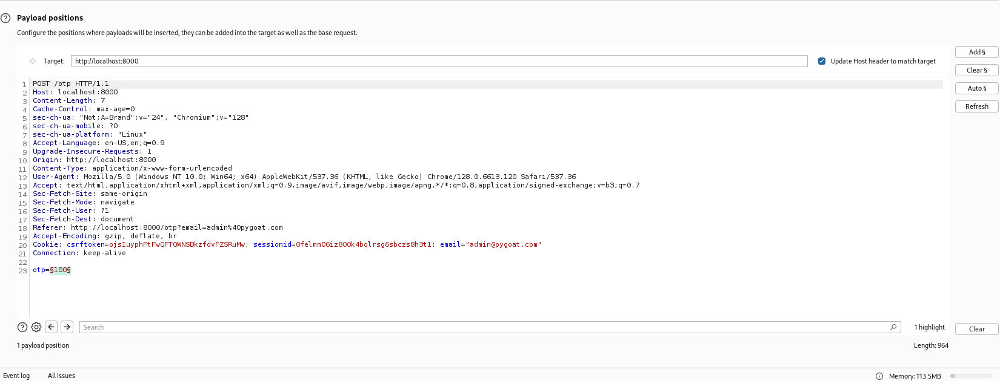 Payload positions
Configure the positions where payloads will be inserted, they can be added into the target as well as the base request.
Target: http://localhost:8000 Update Host header to match target
Add §
Clear §
Auto §
Refresh
1 POST /otp HTTP/1.1
2 Host: localhost:8000
3 Content-Length: 7
4 Cache-Control: max-age=0
5 sec-ch-ua: "Not;A=Brand";v="24", "Chromium";v="128"
6 sec-ch-ua-mobile: ?0
7 sec-ch-ua-platform: "Linux"
8 Accept-Language: en-US,en;q=0.9
9 Upgrade-Insecure-Requests: 1
10 Origin: http://localhost:8000
11 Content-Type: application/x-www-form-urlencoded
12 User-Agent: Mozilla/5.0 (Windows NT 10.0; Win64; x64) AppleWebKit/537.36 (KHTML, like Gecko) Chrome/128.0.6613.120 Safari/537.36
13 Accept: text/html,application/xhtml+xml,application/xml;q=0.9,image/avif,image/webp,image/apng,*/*;q=0.8,application/signed-exchange;v=b3;q=0.7
14 Sec-Fetch-Site: same-origin
15 Sec-Fetch-Mode: navigate
16 Sec-Fetch-User: ?1
17 Sec-Fetch-Dest: document
18 Referer: http://localhost:8000/otp?email=admin%40pygoat.com
19 Accept-Encoding: gzip, deflate, br
20 Cookie: csrftoken=ojsIuyphFtFwQFTQWNSBkzfdvFZSRuMw; sessionid=0felmm06iz800k4bqlrsg6sbczs8h3t1; email="admin@pygoat.com"
21 Connection: keep-alive
22
23 otp=§100§
Search
1 highlight
Clear
1 payload position
Length: 964
Event log All issues
Memory: 113.5MB